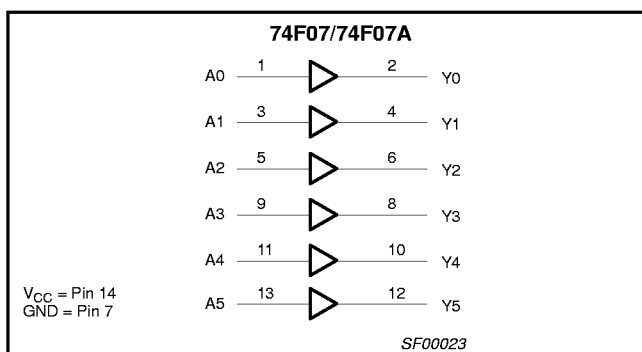 74F07/74F07A
A0 1 2 Y0
A1 3 4 Y1
A2 5 6 Y2
A3 9 8 Y3
A4 11 10 Y4
A5 13 12 Y5
VCC = Pin 14
GND = Pin 7
SF00023